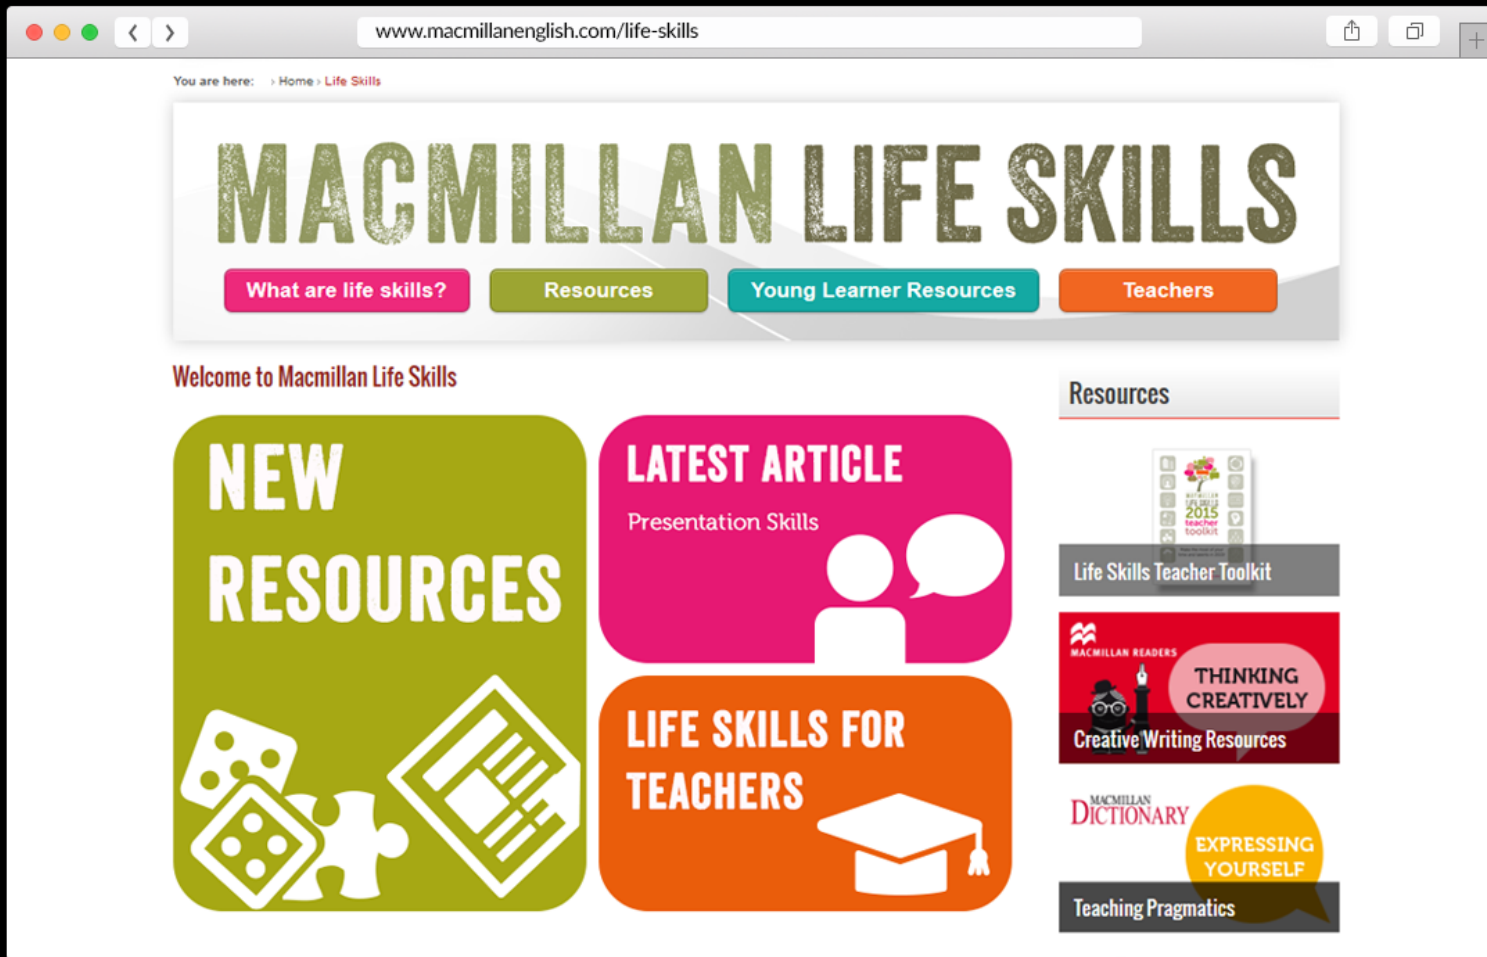 www.macmillanenglish.com/life-skills
You are here: › Home › Life Skills
MACMILLAN LIFE SKILLS
What are life skills?
Resources
Young Learner Resources
Teachers
Welcome to Macmillan Life Skills
NEW
RESOURCES
LATEST ARTICLE
Presentation Skills
LIFE SKILLS FOR
TEACHERS
Resources
MACMILLAN
LIFE SKILLS
2015
teacher
toolkit
Life Skills Teacher Toolkit
MACMILLAN READERS
THINKING
CREATIVELY
Creative Writing Resources
MACMILLAN
DICTIONARY
EXPRESSING
YOURSELF
Teaching Pragmatics